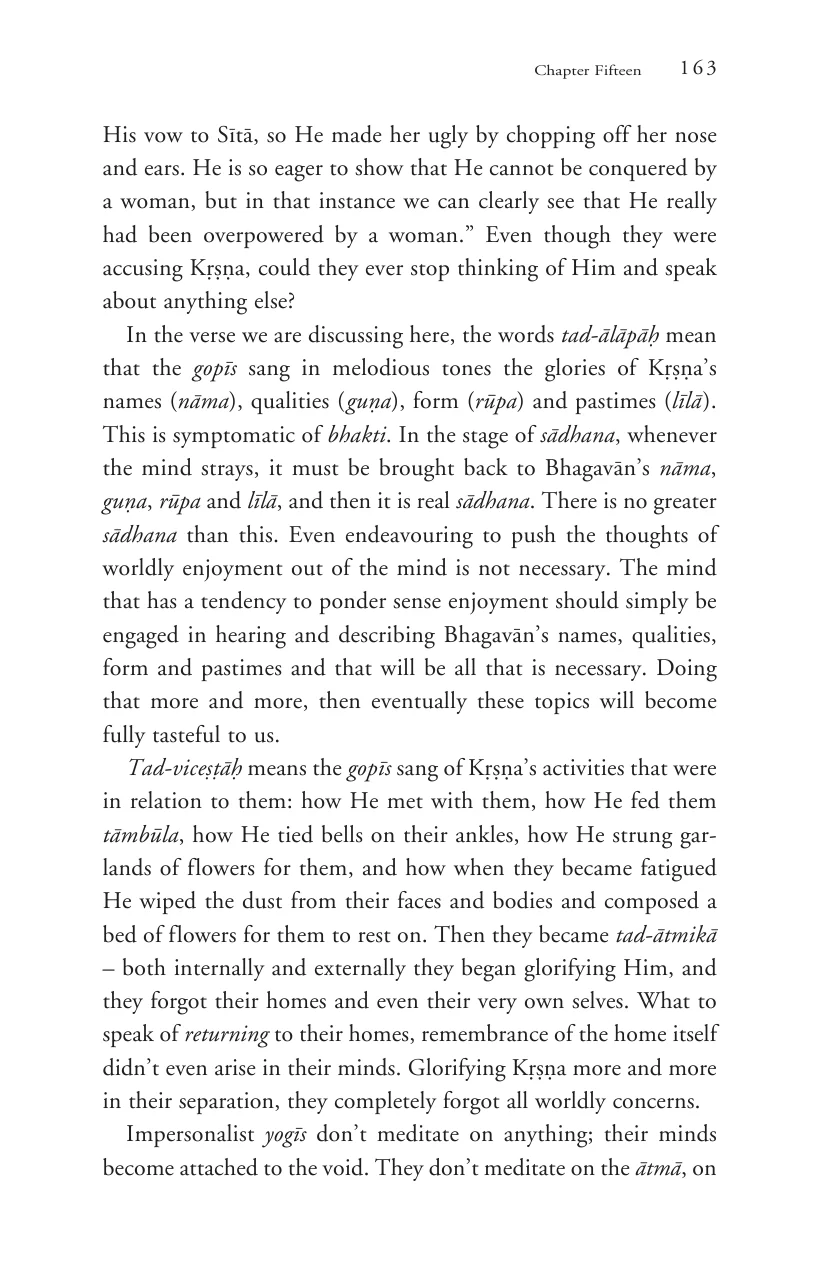 Chapter Fifteen 163
His vow to Sītā, so He made her ugly by chopping off her nose
and ears. He is so eager to show that He cannot be conquered by
a woman, but in that instance we can clearly see that He really
had been overpowered by a woman.” Even though they were
accusing Kṛṣṇa, could they ever stop thinking of Him and speak
about anything else?
In the verse we are discussing here, the words tad-ālāpāḥ mean
that the gopīs sang in melodious tones the glories of Kṛṣṇa’s
names (nāma), qualities (guṇa), form (rūpa) and pastimes (līlā).
This is symptomatic of bhakti. In the stage of sādhana, whenever
the mind strays, it must be brought back to Bhagavān’s nāma,
guṇa, rūpa and līlā, and then it is real sādhana. There is no greater
sādhana than this. Even endeavouring to push the thoughts of
worldly enjoyment out of the mind is not necessary. The mind
that has a tendency to ponder sense enjoyment should simply be
engaged in hearing and describing Bhagavān’s names, qualities,
form and pastimes and that will be all that is necessary. Doing
that more and more, then eventually these topics will become
fully tasteful to us.
Tad-viceṣṭāḥ means the gopīs sang of Kṛṣṇa’s activities that were
in relation to them: how He met with them, how He fed them
tāmbūla, how He tied bells on their ankles, how He strung gar-
lands of flowers for them, and how when they became fatigued
He wiped the dust from their faces and bodies and composed a
bed of flowers for them to rest on. Then they became tad-ātmikā
– both internally and externally they began glorifying Him, and
they forgot their homes and even their very own selves. What to
speak of returning to their homes, remembrance of the home itself
didn’t even arise in their minds. Glorifying Kṛṣṇa more and more
in their separation, they completely forgot all worldly concerns.
Impersonalist yogīs don’t meditate on anything; their minds
become attached to the void. They don’t meditate on the ātmā, on